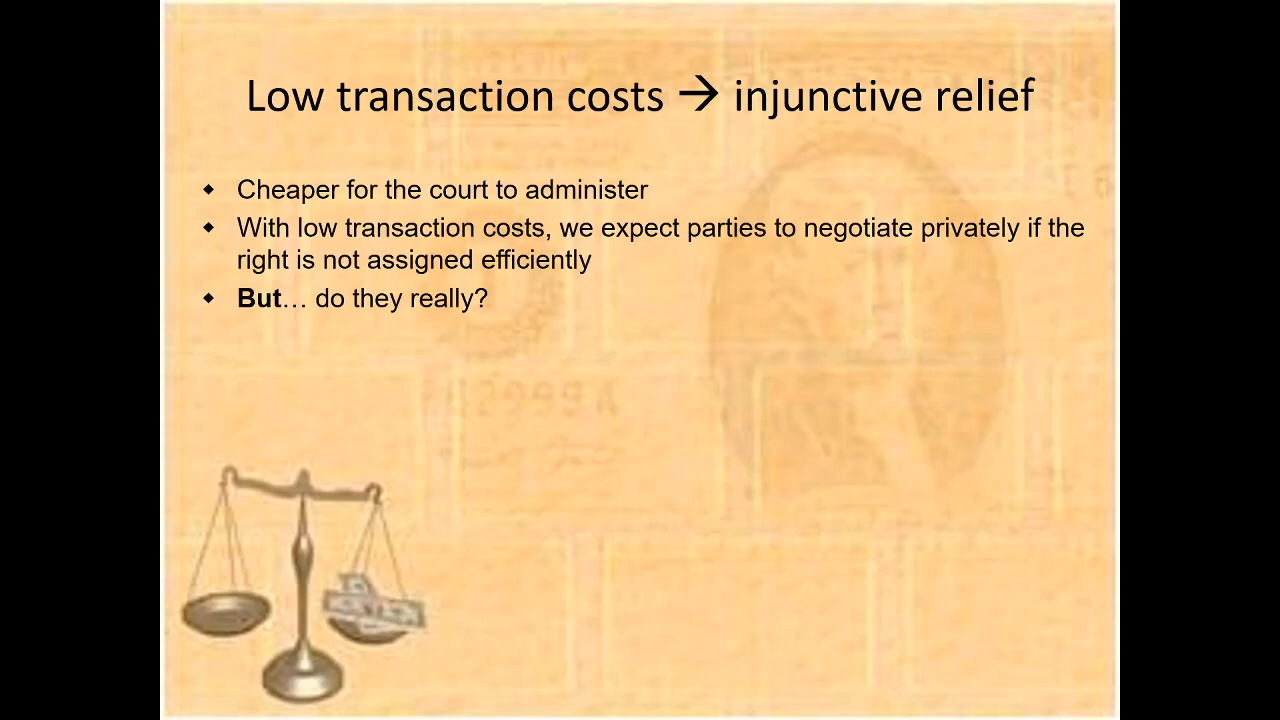 Low transaction costs → injunctive relief
◆ Cheaper for the court to administer
◆ With low transaction costs, we expect parties to negotiate privately if the
right is not assigned efficiently
◆ But… do they really?